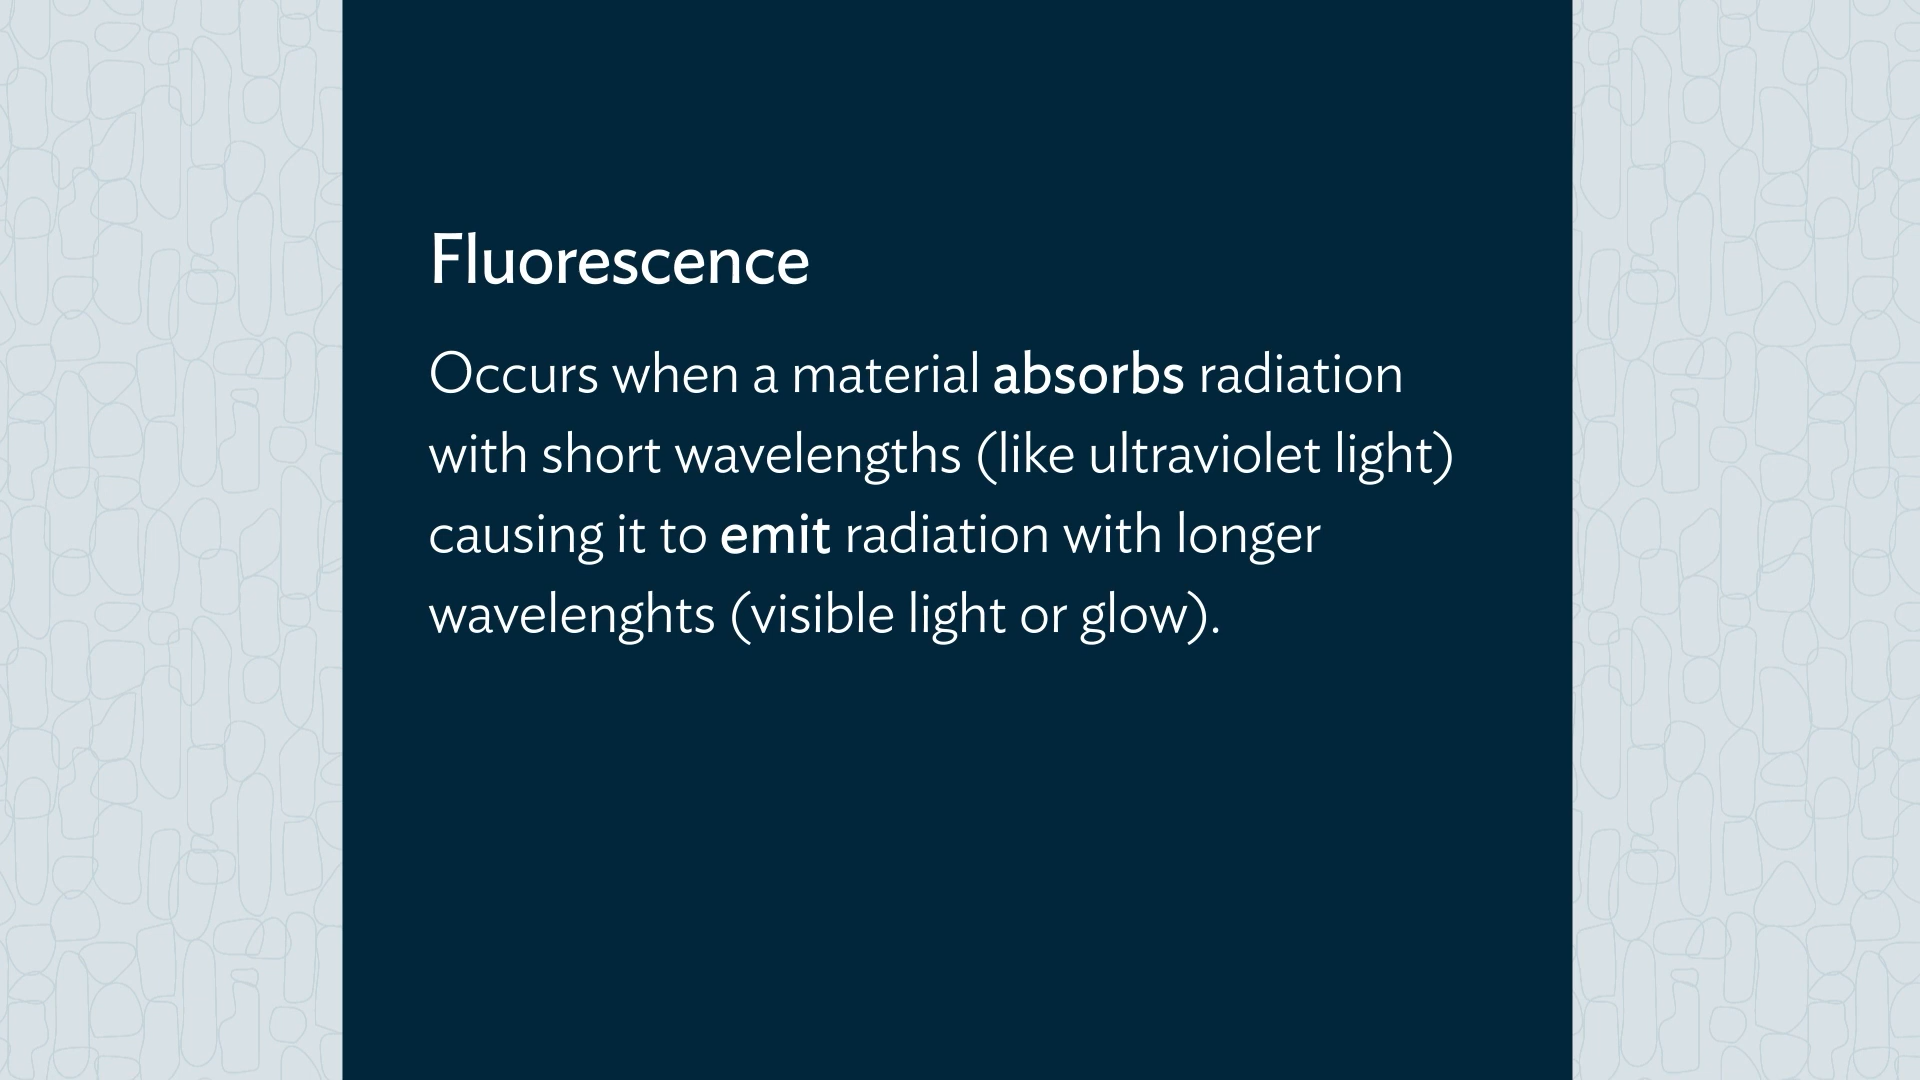 Fluorescence
Occurs when a material absorbs radiation
with short wavelengths (like ultraviolet light)
causing it to emit radiation with longer
wavelenghts (visible light or glow).